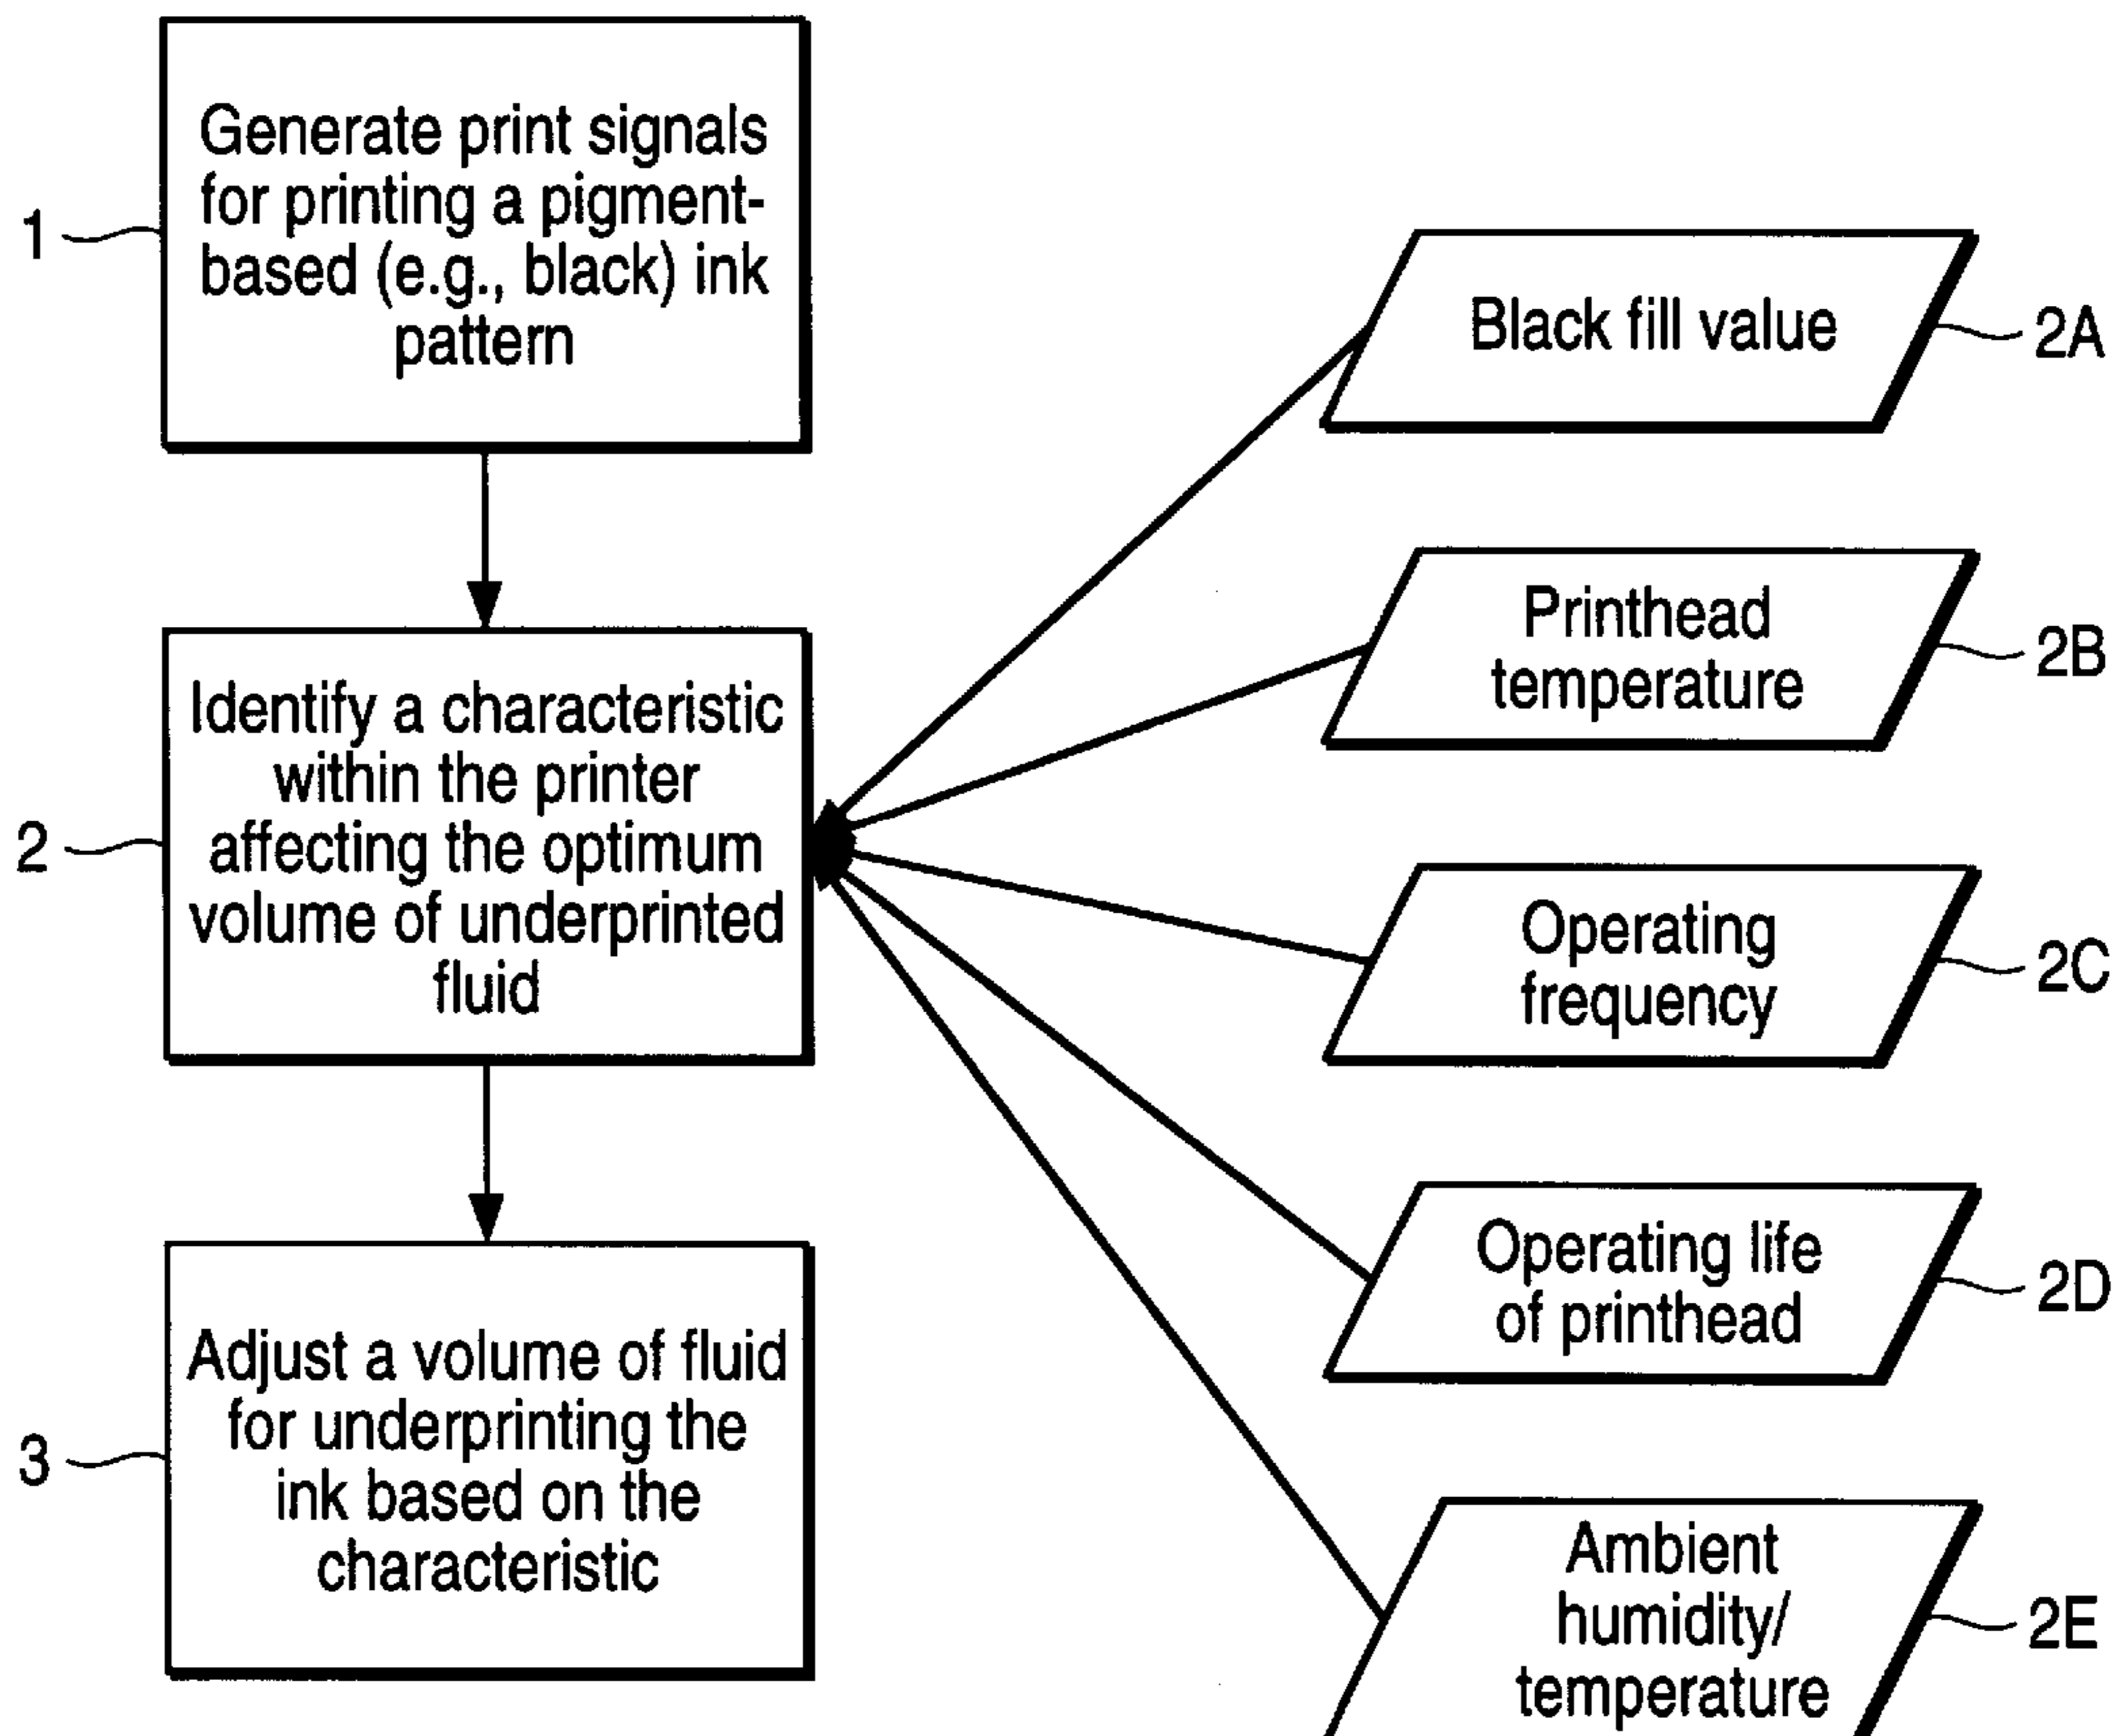 1
Generate print signals
for printing a pigment-
based (e.g., black) ink
pattern
2
Identify a characteristic
within the printer
affecting the optimum
volume of underprinted
fluid
3
Adjust a volume of fluid
for underprinting the
ink based on the
characteristic
Black fill value
2A
Printhead
temperature
2B
Operating
frequency
2C
Operating life
of printhead
2D
Ambient
humidity/
temperature
2E